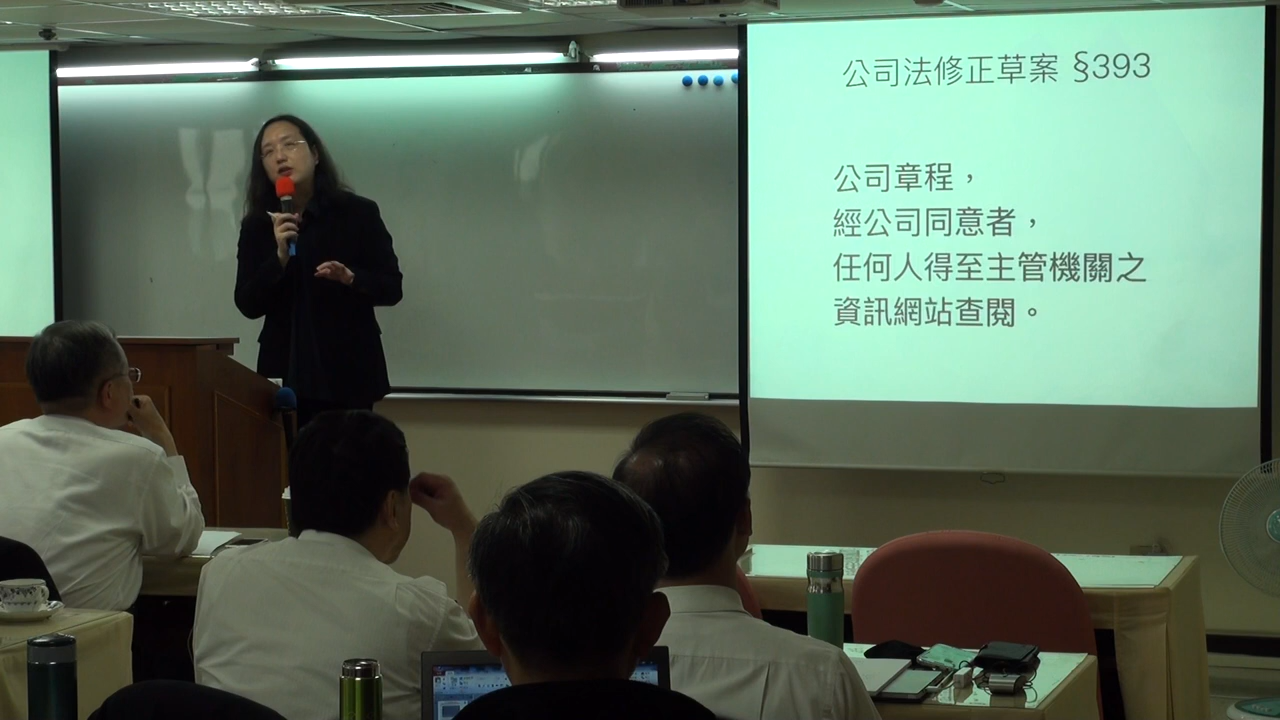 公司法修正草案 §393
公司章程，
經公司同意者，
任何人得至主管機關之
資訊網站查閱。